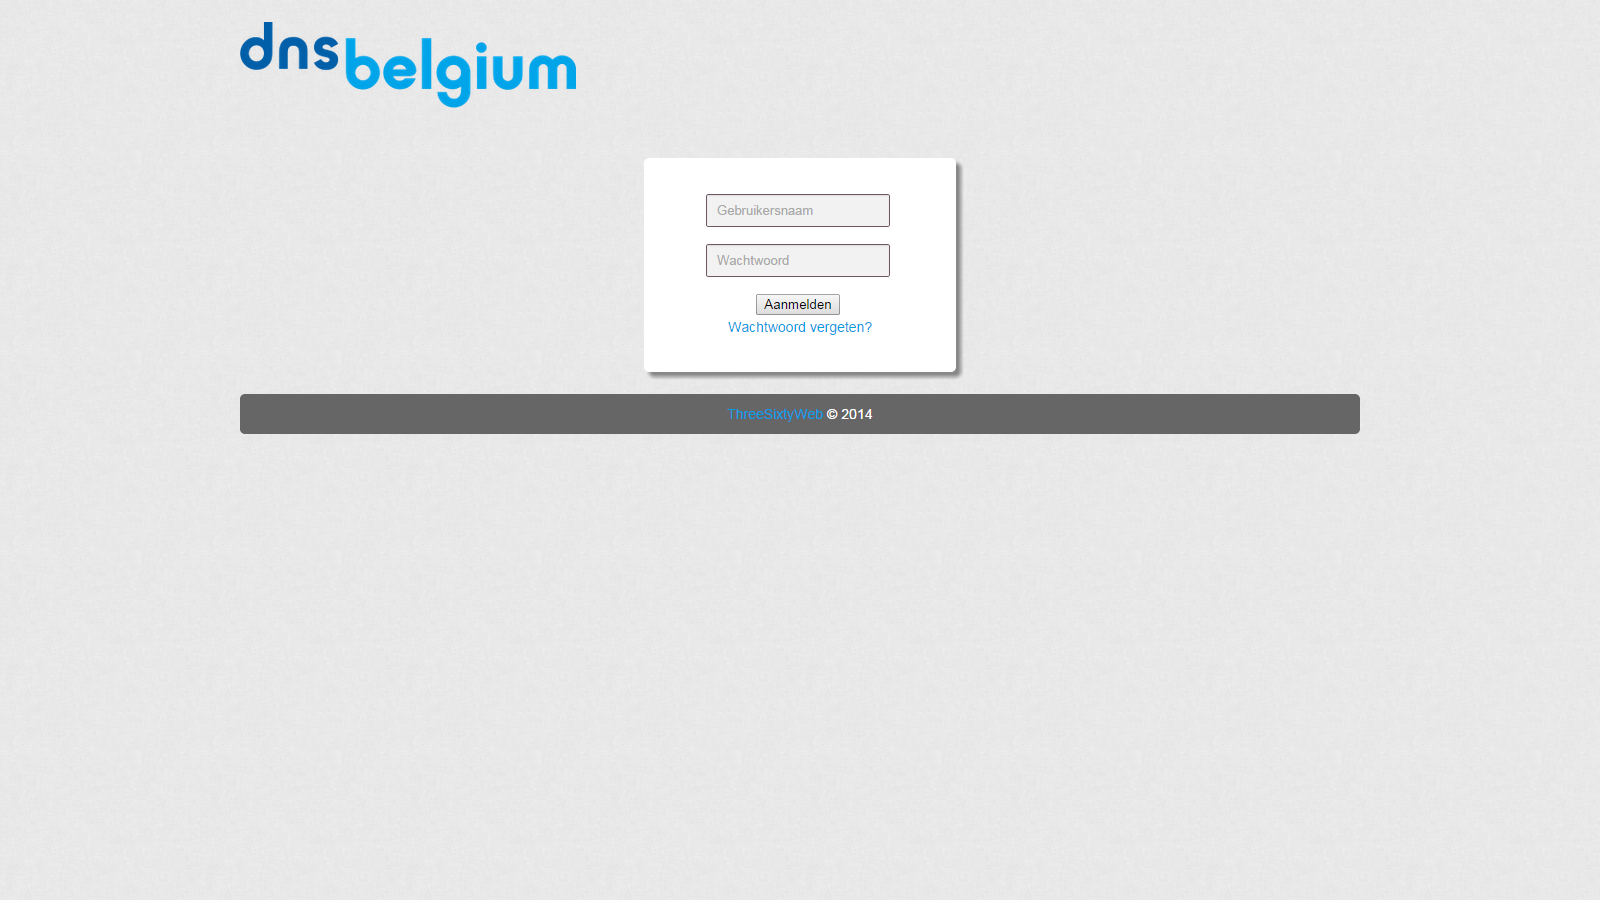 dnsbelgium
Gebruikersnaam
Wachtwoord
Aanmelden
Wachtwoord vergeten?
ThreeSixtyWeb © 2014